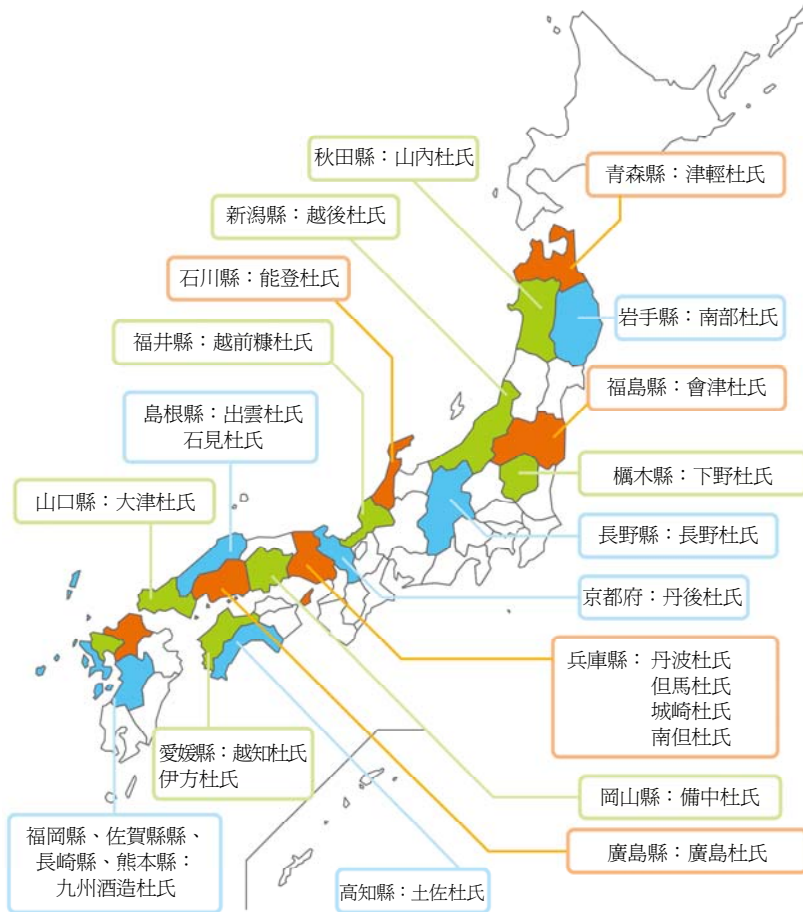 秋田縣：山內杜氏
青森縣：津輕杜氏
新潟縣：越後杜氏
石川縣：能登杜氏
岩手縣：南部杜氏
福井縣：越前糠杜氏
福島縣：會津杜氏
島根縣：出雲杜氏
石見杜氏
櫔木縣：下野杜氏
山口縣：大津杜氏
長野縣：長野杜氏
京都府：丹後杜氏
兵庫縣： 丹波杜氏
但馬杜氏
城崎杜氏
南但杜氏
愛媛縣：越知杜氏
伊方杜氏
岡山縣：備中杜氏
福岡縣、佐賀縣縣、
長崎縣、熊本縣：
九州酒造杜氏
廣島縣：廣島杜氏
高知縣：土佐杜氏